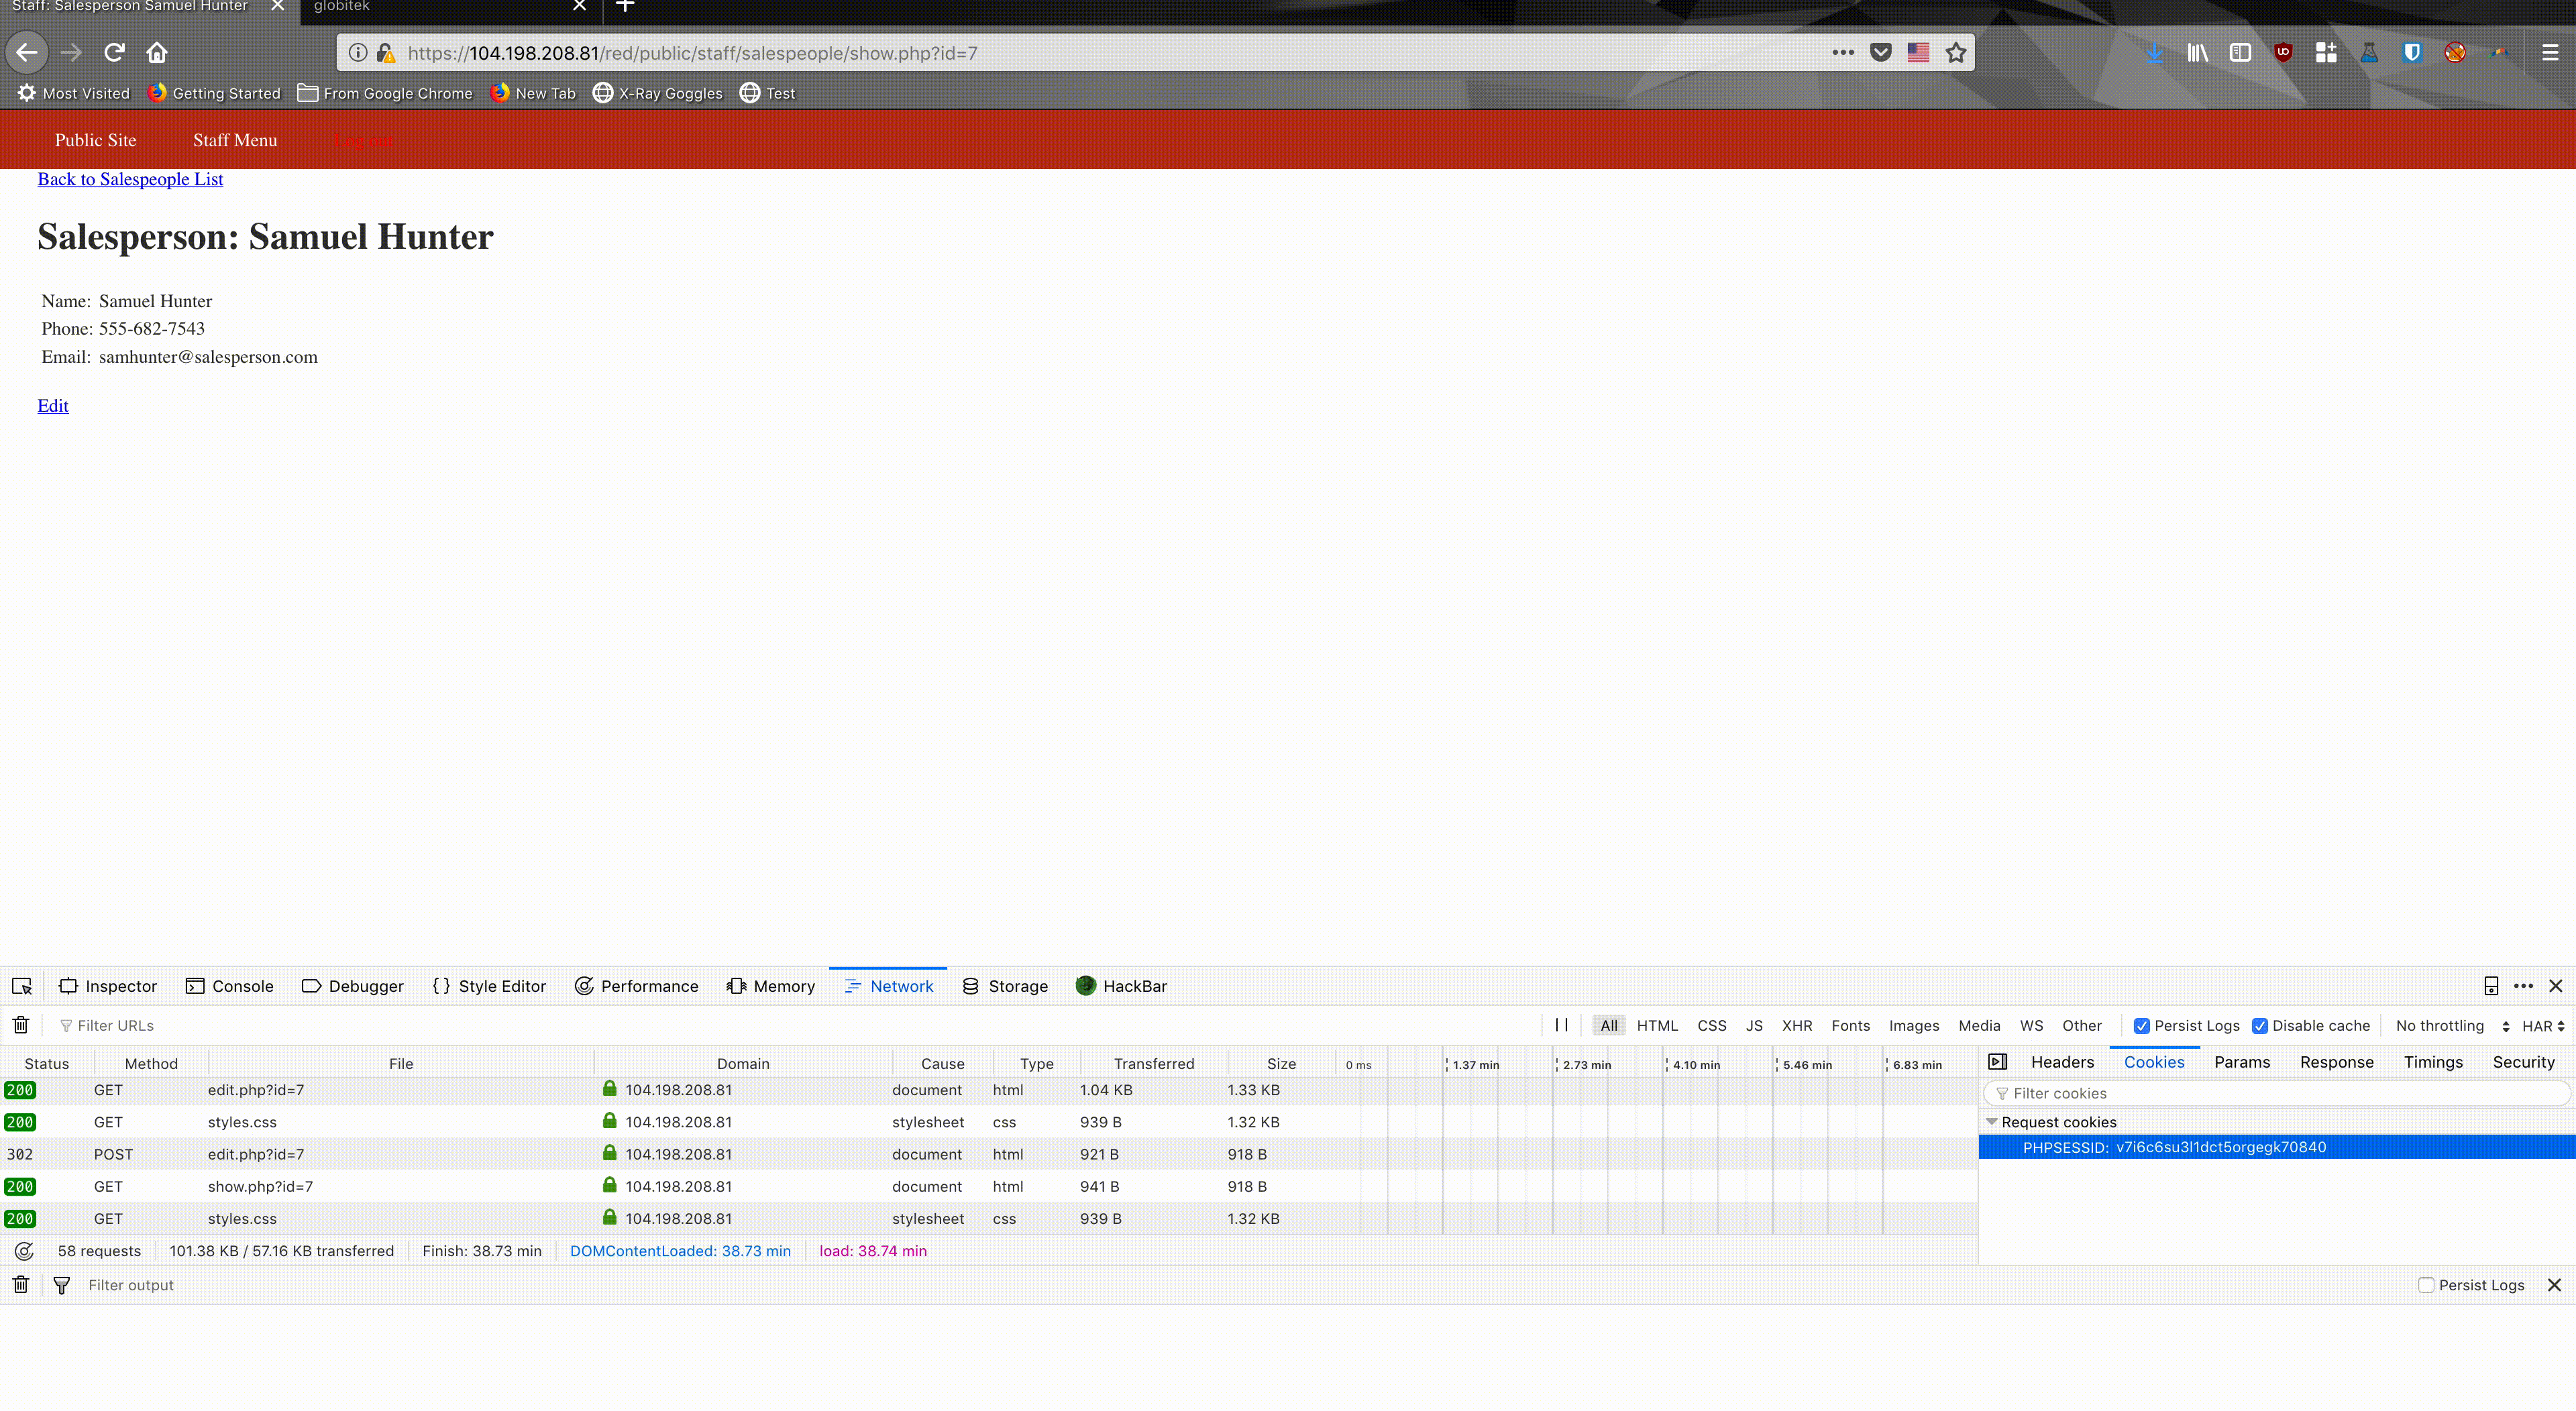 Staff: Salesperson Samuel Hunter globitek
https://104.198.208.81/red/public/staff/salespeople/show.php?id=7
Most Visited Getting Started From Google Chrome New Tab X-Ray Goggles Test
Public Site Staff Menu Log out
Back to Salespeople List
Salesperson: Samuel Hunter
Name: Samuel Hunter
Phone: 555-682-7543
Email: samhunter@salesperson.com
Edit
Inspector Console Debugger Style Editor Performance Memory Network Storage HackBar
Filter URLs All HTML CSS JS XHR Fonts Images Media WS Other Persist Logs Disable cache No throttling HAR
Status Method File Domain Cause Type Transferred Size 0 ms 1.37 min 2.73 min 4.10 min 5.46 min 6.83 min Headers Cookies Params Response Timings Security
200 GET edit.php?id=7 104.198.208.81 document html 1.04 KB 1.33 KB Filter cookies
200 GET styles.css 104.198.208.81 stylesheet css 939 B 1.32 KB Request cookies
302 POST edit.php?id=7 104.198.208.81 document html 921 B 918 B PHPSESSID: v7i6c6su3l1dct5orgegk70840
200 GET show.php?id=7 104.198.208.81 document html 941 B 918 B
200 GET styles.css 104.198.208.81 stylesheet css 939 B 1.32 KB
58 requests 101.38 KB / 57.16 KB transferred Finish: 38.73 min DOMContentLoaded: 38.73 min load: 38.74 min
Filter output Persist Logs